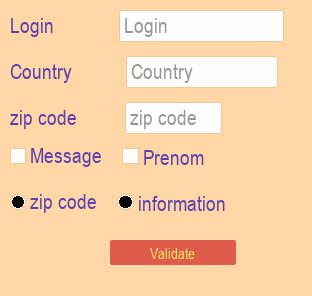 Login Login
Country Country
zip code zip code
Message Prenom
zip code information
Validate